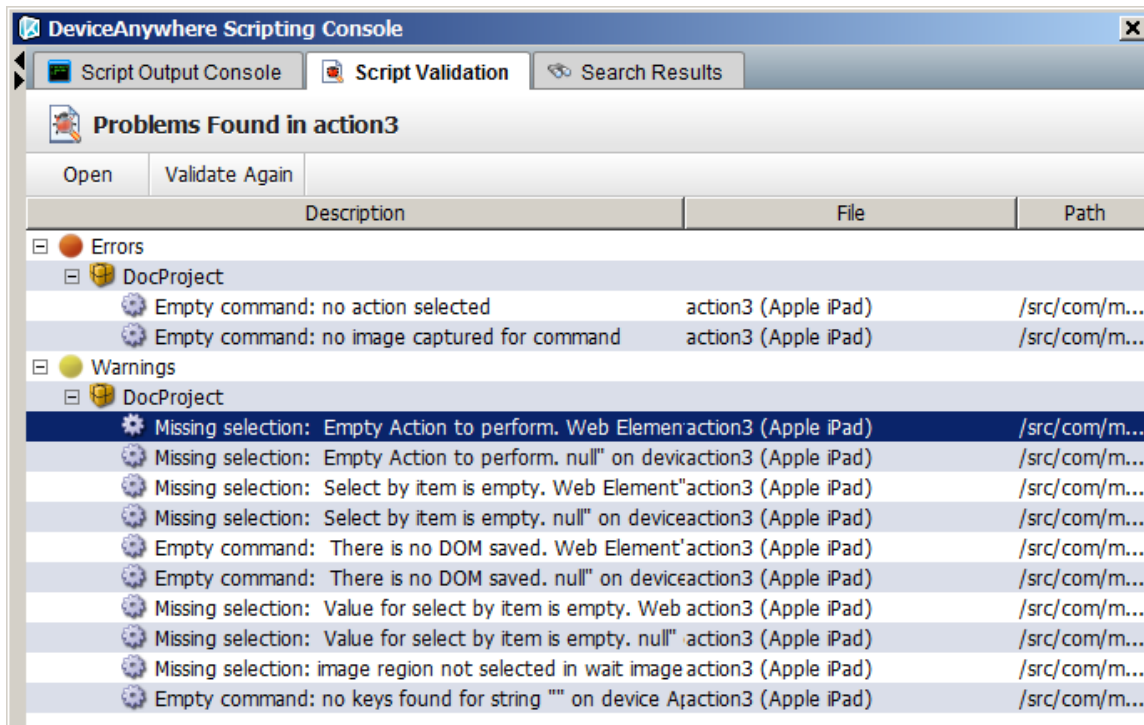 DeviceAnywhere Scripting Console
Script Output Console Script Validation Search Results
Problems Found in action3
Open Validate Again
Description File Path
Errors
DocProject
Empty command: no action selected action3 (Apple iPad) /src/com/m...
Empty command: no image captured for command action3 (Apple iPad) /src/com/m...
Warnings
DocProject
Missing selection: Empty Action to perform. Web Elemen action3 (Apple iPad) /src/com/m...
Missing selection: Empty Action to perform. null" on devic action3 (Apple iPad) /src/com/m...
Missing selection: Select by item is empty. Web Element" action3 (Apple iPad) /src/com/m...
Missing selection: Select by item is empty. null" on device action3 (Apple iPad) /src/com/m...
Empty command: There is no DOM saved. Web Element' action3 (Apple iPad) /src/com/m...
Empty command: There is no DOM saved. null" on device action3 (Apple iPad) /src/com/m...
Missing selection: Value for select by item is empty. Web action3 (Apple iPad) /src/com/m...
Missing selection: Value for select by item is empty. null" action3 (Apple iPad) /src/com/m...
Missing selection: image region not selected in wait image action3 (Apple iPad) /src/com/m...
Empty command: no keys found for string "" on device Ap action3 (Apple iPad) /src/com/m...